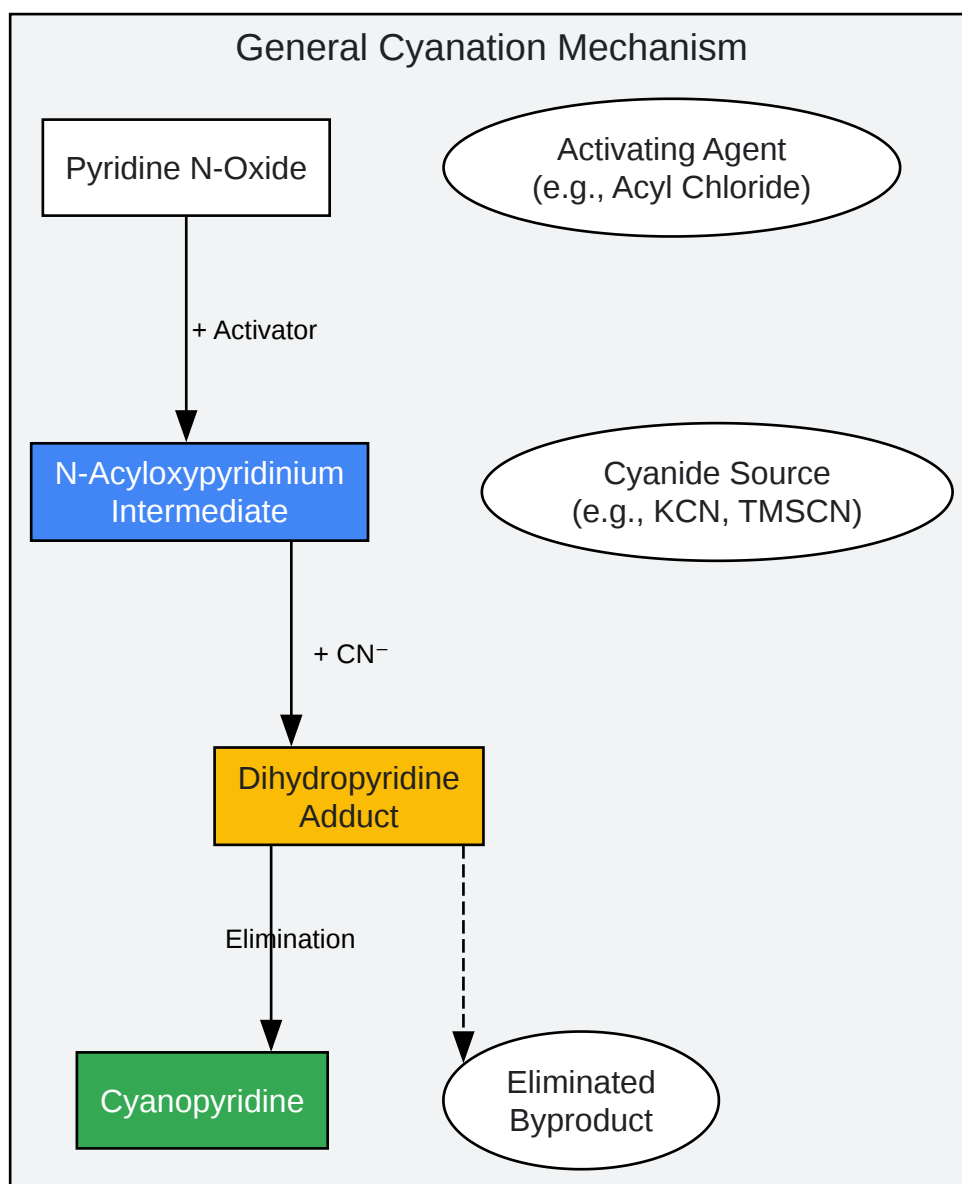 General Cyanation Mechanism
Pyridine N-Oxide
Activating Agent
(e.g., Acyl Chloride)
+ Activator
N-Acyloxypyridinium
Intermediate
Cyanide Source
(e.g., KCN, TMSCN)
+ CN⁻
Dihydropyridine
Adduct
Elimination
Cyanopyridine
Eliminated
Byproduct